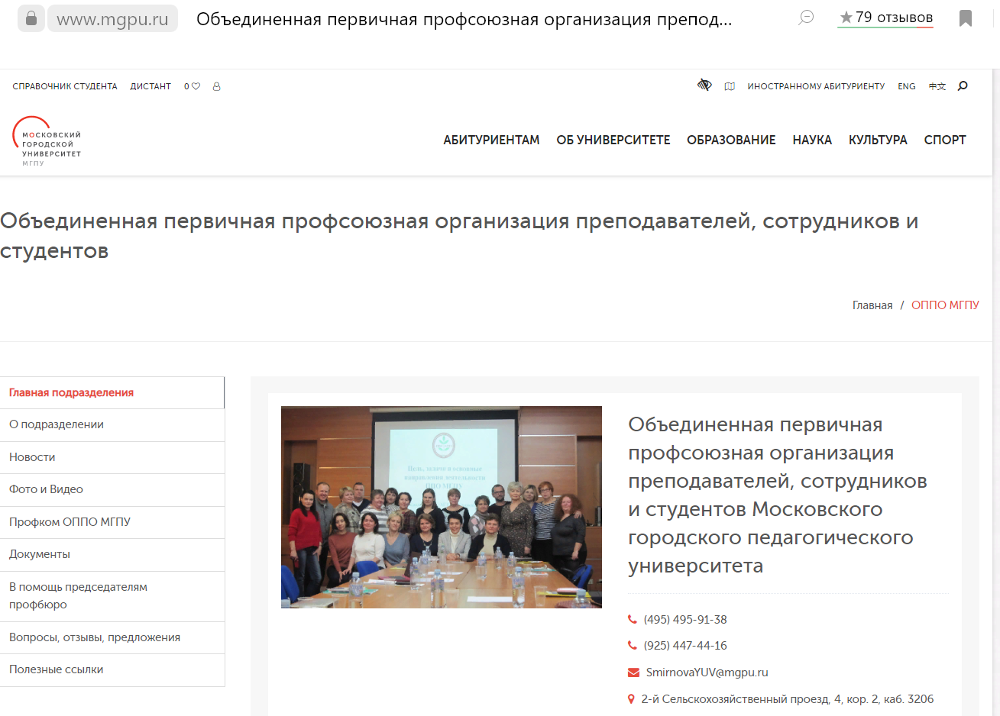 www.mgpu.ru Объединенная первичная профсоюзная организация препод... 79 отзывов
СПРАВОЧНИК СТУДЕНТА ДИСТАНТ 0 ИНОСТРАННОМУ АБИТУРИЕНТУ ENG 中文
МОСКОВСКИЙ
ГОРОДСКОЙ
УНИВЕРСИТЕТ
МГПУ
АБИТУРИЕНТАМ ОБ УНИВЕРСИТЕТЕ ОБРАЗОВАНИЕ НАУКА КУЛЬТУРА СПОРТ
Объединенная первичная профсоюзная организация преподавателей, сотрудников и
студентов
Главная / ОППО МГПУ
Главная подразделения
О подразделении
Новости
Фото и Видео
Профком ОППО МГПУ
Документы
В помощь председателям
профбюро
Вопросы, отзывы, предложения
Полезные ссылки
Цель, задачи и основные
направления деятельности
ППО МГПУ
Объединенная первичная
профсоюзная организация
преподавателей, сотрудников
и студентов Московского
городского педагогического
университета
(495) 495-91-38
(925) 447-44-16
SmirnovaYUV@mgpu.ru
2-й Сельскохозяйственный проезд, 4, кор. 2, каб. 3206